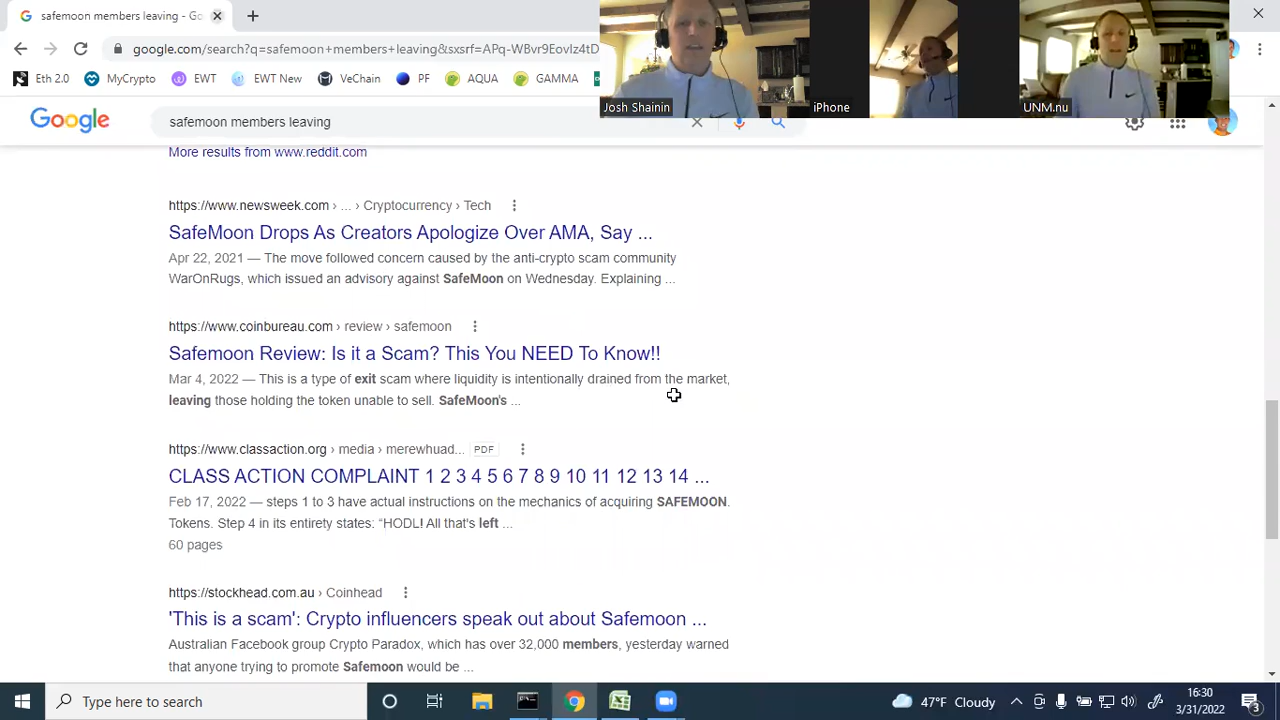 safemoon members leaving - Goo
google.com/search?q=safemoon+members+leaving&sxsrf=APq-WBvr9EovIz4tD
Eth 2.0 MyCrypto EWT EWT New VeChain PF AQUA GAMMA
Josh Shainin iPhone UNM.nu
Google safemoon members leaving
More results from www.reddit.com
https://www.newsweek.com › ... › Cryptocurrency › Tech
SafeMoon Drops As Creators Apologize Over AMA, Say ...
Apr 22, 2021 — The move followed concern caused by the anti-crypto scam community
WarOnRugs, which issued an advisory against SafeMoon on Wednesday. Explaining ...
https://www.coinbureau.com › review › safemoon
Safemoon Review: Is it a Scam? This You NEED To Know!!
Mar 4, 2022 — This is a type of exit scam where liquidity is intentionally drained from the market,
leaving those holding the token unable to sell. SafeMoon's ...
https://www.classaction.org › media › merewhuad... PDF
CLASS ACTION COMPLAINT 1 2 3 4 5 6 7 8 9 10 11 12 13 14 ...
Feb 17, 2022 — steps 1 to 3 have actual instructions on the mechanics of acquiring SAFEMOON.
Tokens. Step 4 in its entirety states: “HODL! All that's left ...
60 pages
https://stockhead.com.au › Coinhead
'This is a scam': Crypto influencers speak out about Safemoon ...
Australian Facebook group Crypto Paradox, which has over 32,000 members, yesterday warned
that anyone trying to promote Safemoon would be ...
Type here to search
47°F Cloudy
16:30
3/31/2022
3